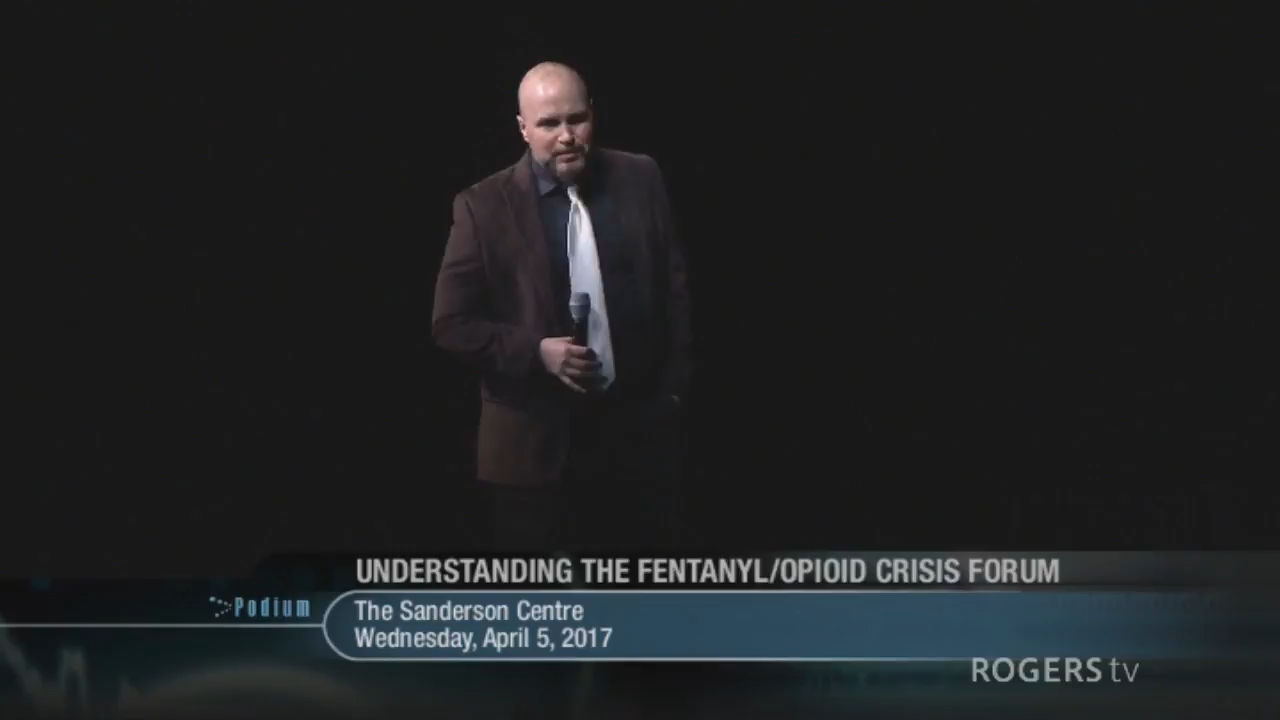 UNDERSTANDING THE FENTANYL/OPIOID CRISIS FORUM
Podium
The Sanderson Centre
Wednesday, April 5, 2017
ROGERS tv